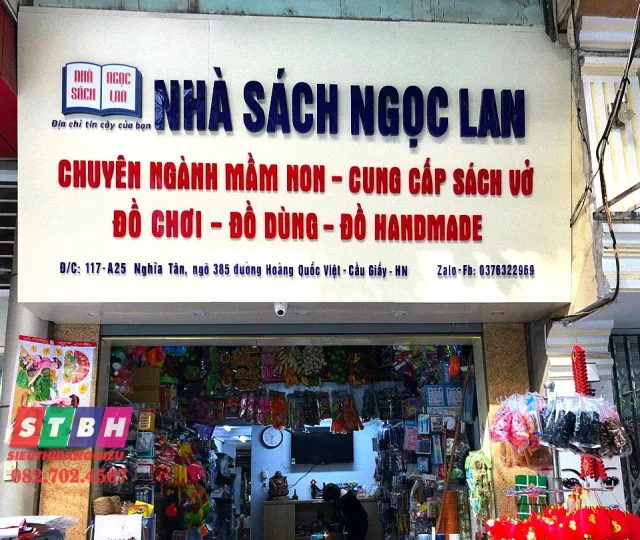 NHÀ SÁCH NGỌC LAN
Địa chỉ tin cậy của bạn
NHÀ SÁCH NGỌC LAN
CHUYÊN NGÀNH MẦM NON - CUNG CẤP SÁCH VỞ
ĐỒ CHƠI - ĐỒ DÙNG - ĐỒ HANDMADE
Đ/C: 117-A25 Nghĩa Tân, ngõ 385 đường Hoàng Quốc Việt - Cầu Giấy - HN Zalo - Fb: 0376322969
STBH
SIEUTHIBANGHIEU
082.702.4567